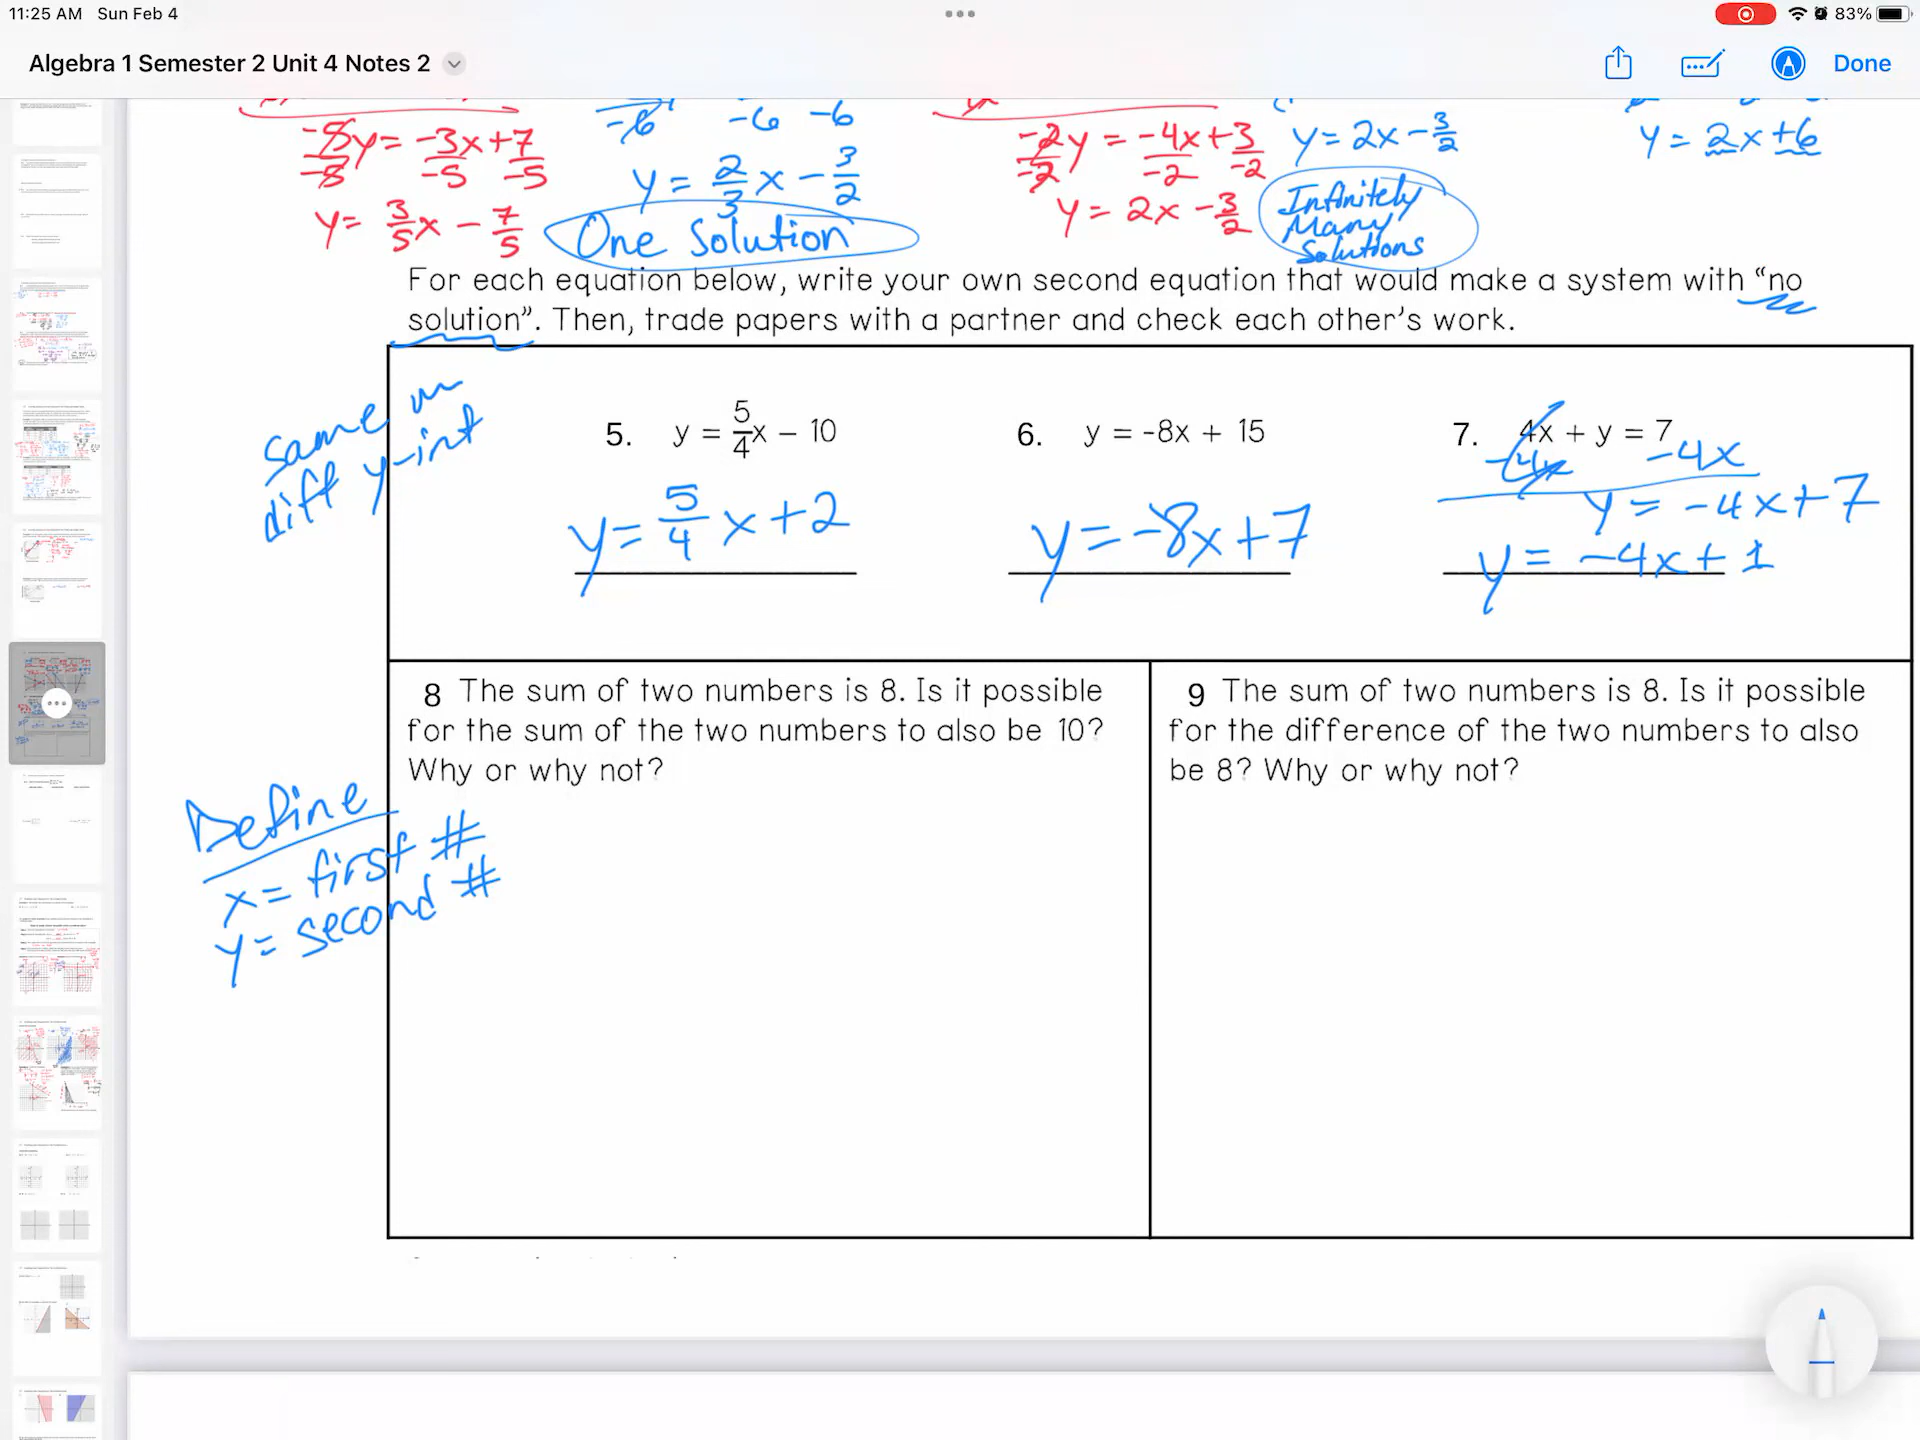 11:25 AM Sun Feb 4
83%
Algebra 1 Semester 2 Unit 4 Notes 2
Done
-6 -6 -6
-5y = -3x + 7
-5 -5 -5
y = 3/5x - 7/5
y = 2/3x - 3/2
One Solution
-2y = -4x + 3
-2 -2 -2
y = 2x - 3/2
y = 2x - 3/2
Infinitely
Many
Solutions
y = 2x + 6
For each equation below, write your own second equation that would make a system with “no
solution”. Then, trade papers with a partner and check each other’s work.
same m
diff y-int
5. y = 5/4x – 10
y = 5/4x + 2
6. y = -8x + 15
y = -8x + 7
7. 4x + y = 7
-4x -4x
y = -4x + 7
y = -4x + 1
8 The sum of two numbers is 8. Is it possible
for the sum of the two numbers to also be 10?
Why or why not?
Define
x = first #
y = second #
9 The sum of two numbers is 8. Is it possible
for the difference of the two numbers to also
be 8? Why or why not?